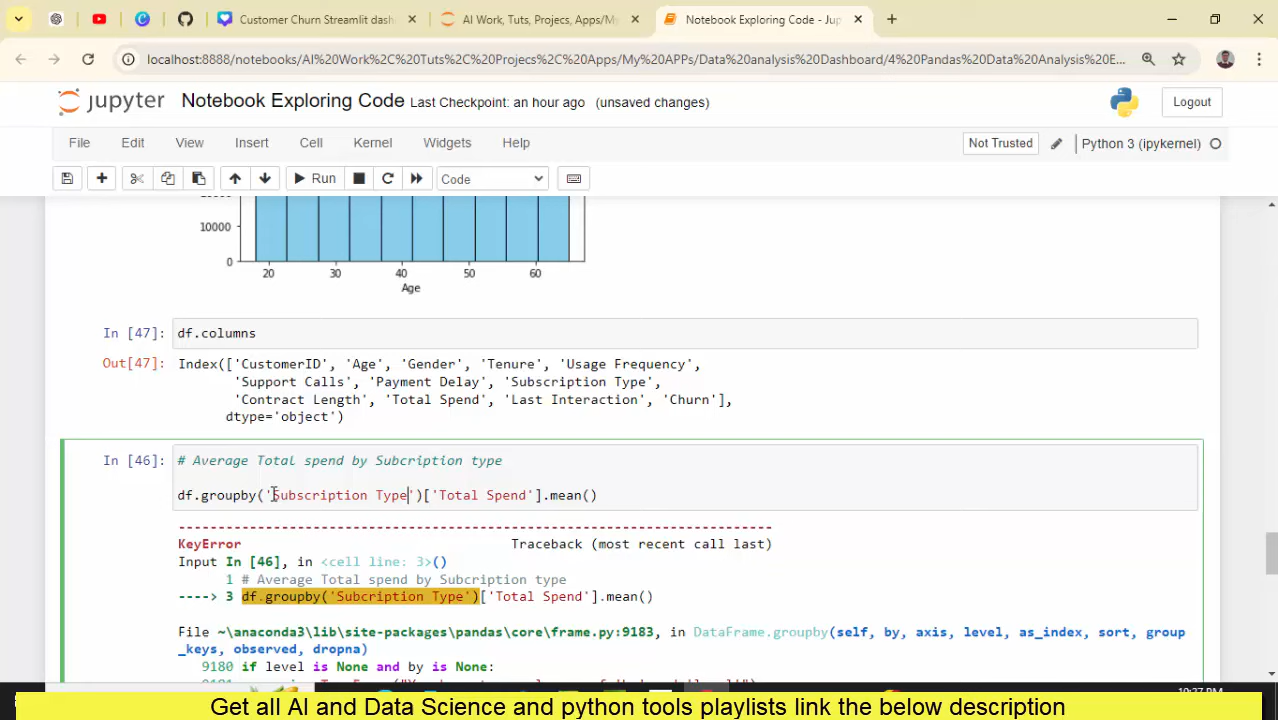 Customer Churn Streamlit dash
AI Work, Tuts, Projecs, Apps/My
Notebook Exploring Code - Jup
localhost:8888/notebooks/AI%20Work%2C%20Tuts%2C%20Projecs%2C%20Apps/My%20APPs/Data%20analysis%20Dashboard/4%20Pandas%20Data%20Analysis%20E...
jupyter Notebook Exploring Code Last Checkpoint: an hour ago (unsaved changes)
Logout
File Edit View Insert Cell Kernel Widgets Help
Not Trusted
Python 3 (ipykernel)
Run
Code
10000
0
20 30 40 50 60
Age
In [47]: df.columns
Out[47]: Index(['CustomerID', 'Age', 'Gender', 'Tenure', 'Usage Frequency',
'Support Calls', 'Payment Delay', 'Subscription Type',
'Contract Length', 'Total Spend', 'Last Interaction', 'Churn'],
dtype='object')
In [46]: # Average Total spend by Subcription type
df.groupby('Subscription Type')['Total Spend'].mean()
KeyError Traceback (most recent call last)
Input In [46], in <cell line: 3>()
1 # Average Total spend by Subcription type
----> 3 df.groupby('Subcription Type')['Total Spend'].mean()
File ~\anaconda3\lib\site-packages\pandas\core\frame.py:9183, in DataFrame.groupby(self, by, axis, level, as_index, sort, group
_keys, observed, dropna)
9180 if level is None and by is None:
Get all AI and Data Science and python tools playlists link the below description